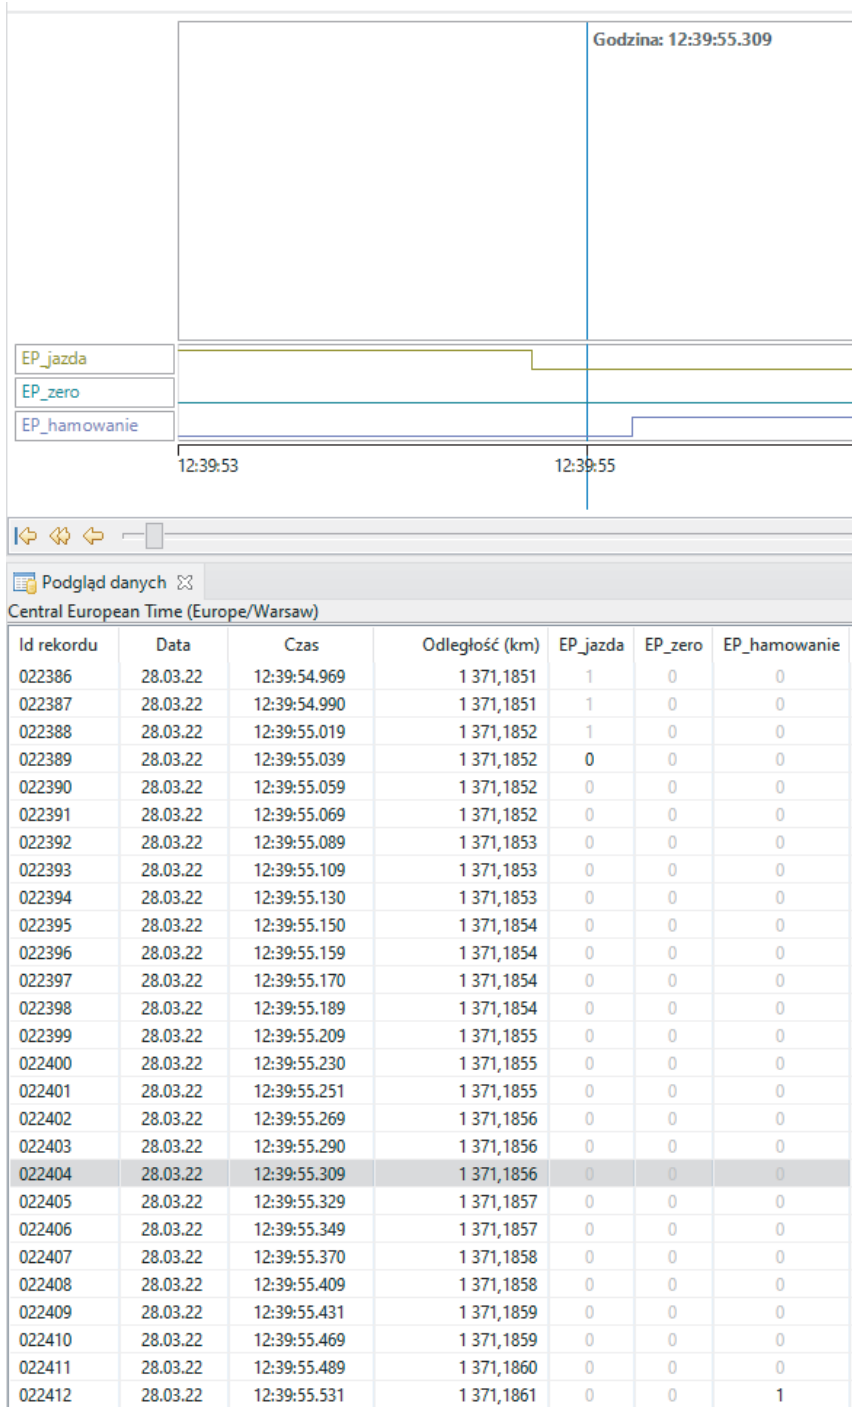 Godzina: 12:39:55.309
EP_jazda
EP_zero
EP_hamowanie
12:39:53 12:39:55
Podgląd danych
Central European Time (Europe/Warsaw)
Id rekordu Data Czas Odległość (km) EP_jazda EP_zero EP_hamowanie
022386 28.03.22 12:39:54.969 1 371,1851 1 0 0
022387 28.03.22 12:39:54.990 1 371,1851 1 0 0
022388 28.03.22 12:39:55.019 1 371,1852 1 0 0
022389 28.03.22 12:39:55.039 1 371,1852 0 0 0
022390 28.03.22 12:39:55.059 1 371,1852 0 0 0
022391 28.03.22 12:39:55.069 1 371,1852 0 0 0
022392 28.03.22 12:39:55.089 1 371,1853 0 0 0
022393 28.03.22 12:39:55.109 1 371,1853 0 0 0
022394 28.03.22 12:39:55.130 1 371,1853 0 0 0
022395 28.03.22 12:39:55.150 1 371,1854 0 0 0
022396 28.03.22 12:39:55.159 1 371,1854 0 0 0
022397 28.03.22 12:39:55.170 1 371,1854 0 0 0
022398 28.03.22 12:39:55.189 1 371,1854 0 0 0
022399 28.03.22 12:39:55.209 1 371,1855 0 0 0
022400 28.03.22 12:39:55.230 1 371,1855 0 0 0
022401 28.03.22 12:39:55.251 1 371,1855 0 0 0
022402 28.03.22 12:39:55.269 1 371,1856 0 0 0
022403 28.03.22 12:39:55.290 1 371,1856 0 0 0
022404 28.03.22 12:39:55.309 1 371,1856 0 0 0
022405 28.03.22 12:39:55.329 1 371,1857 0 0 0
022406 28.03.22 12:39:55.349 1 371,1857 0 0 0
022407 28.03.22 12:39:55.370 1 371,1858 0 0 0
022408 28.03.22 12:39:55.409 1 371,1858 0 0 0
022409 28.03.22 12:39:55.431 1 371,1859 0 0 0
022410 28.03.22 12:39:55.469 1 371,1859 0 0 0
022411 28.03.22 12:39:55.489 1 371,1860 0 0 0
022412 28.03.22 12:39:55.531 1 371,1861 0 0 1